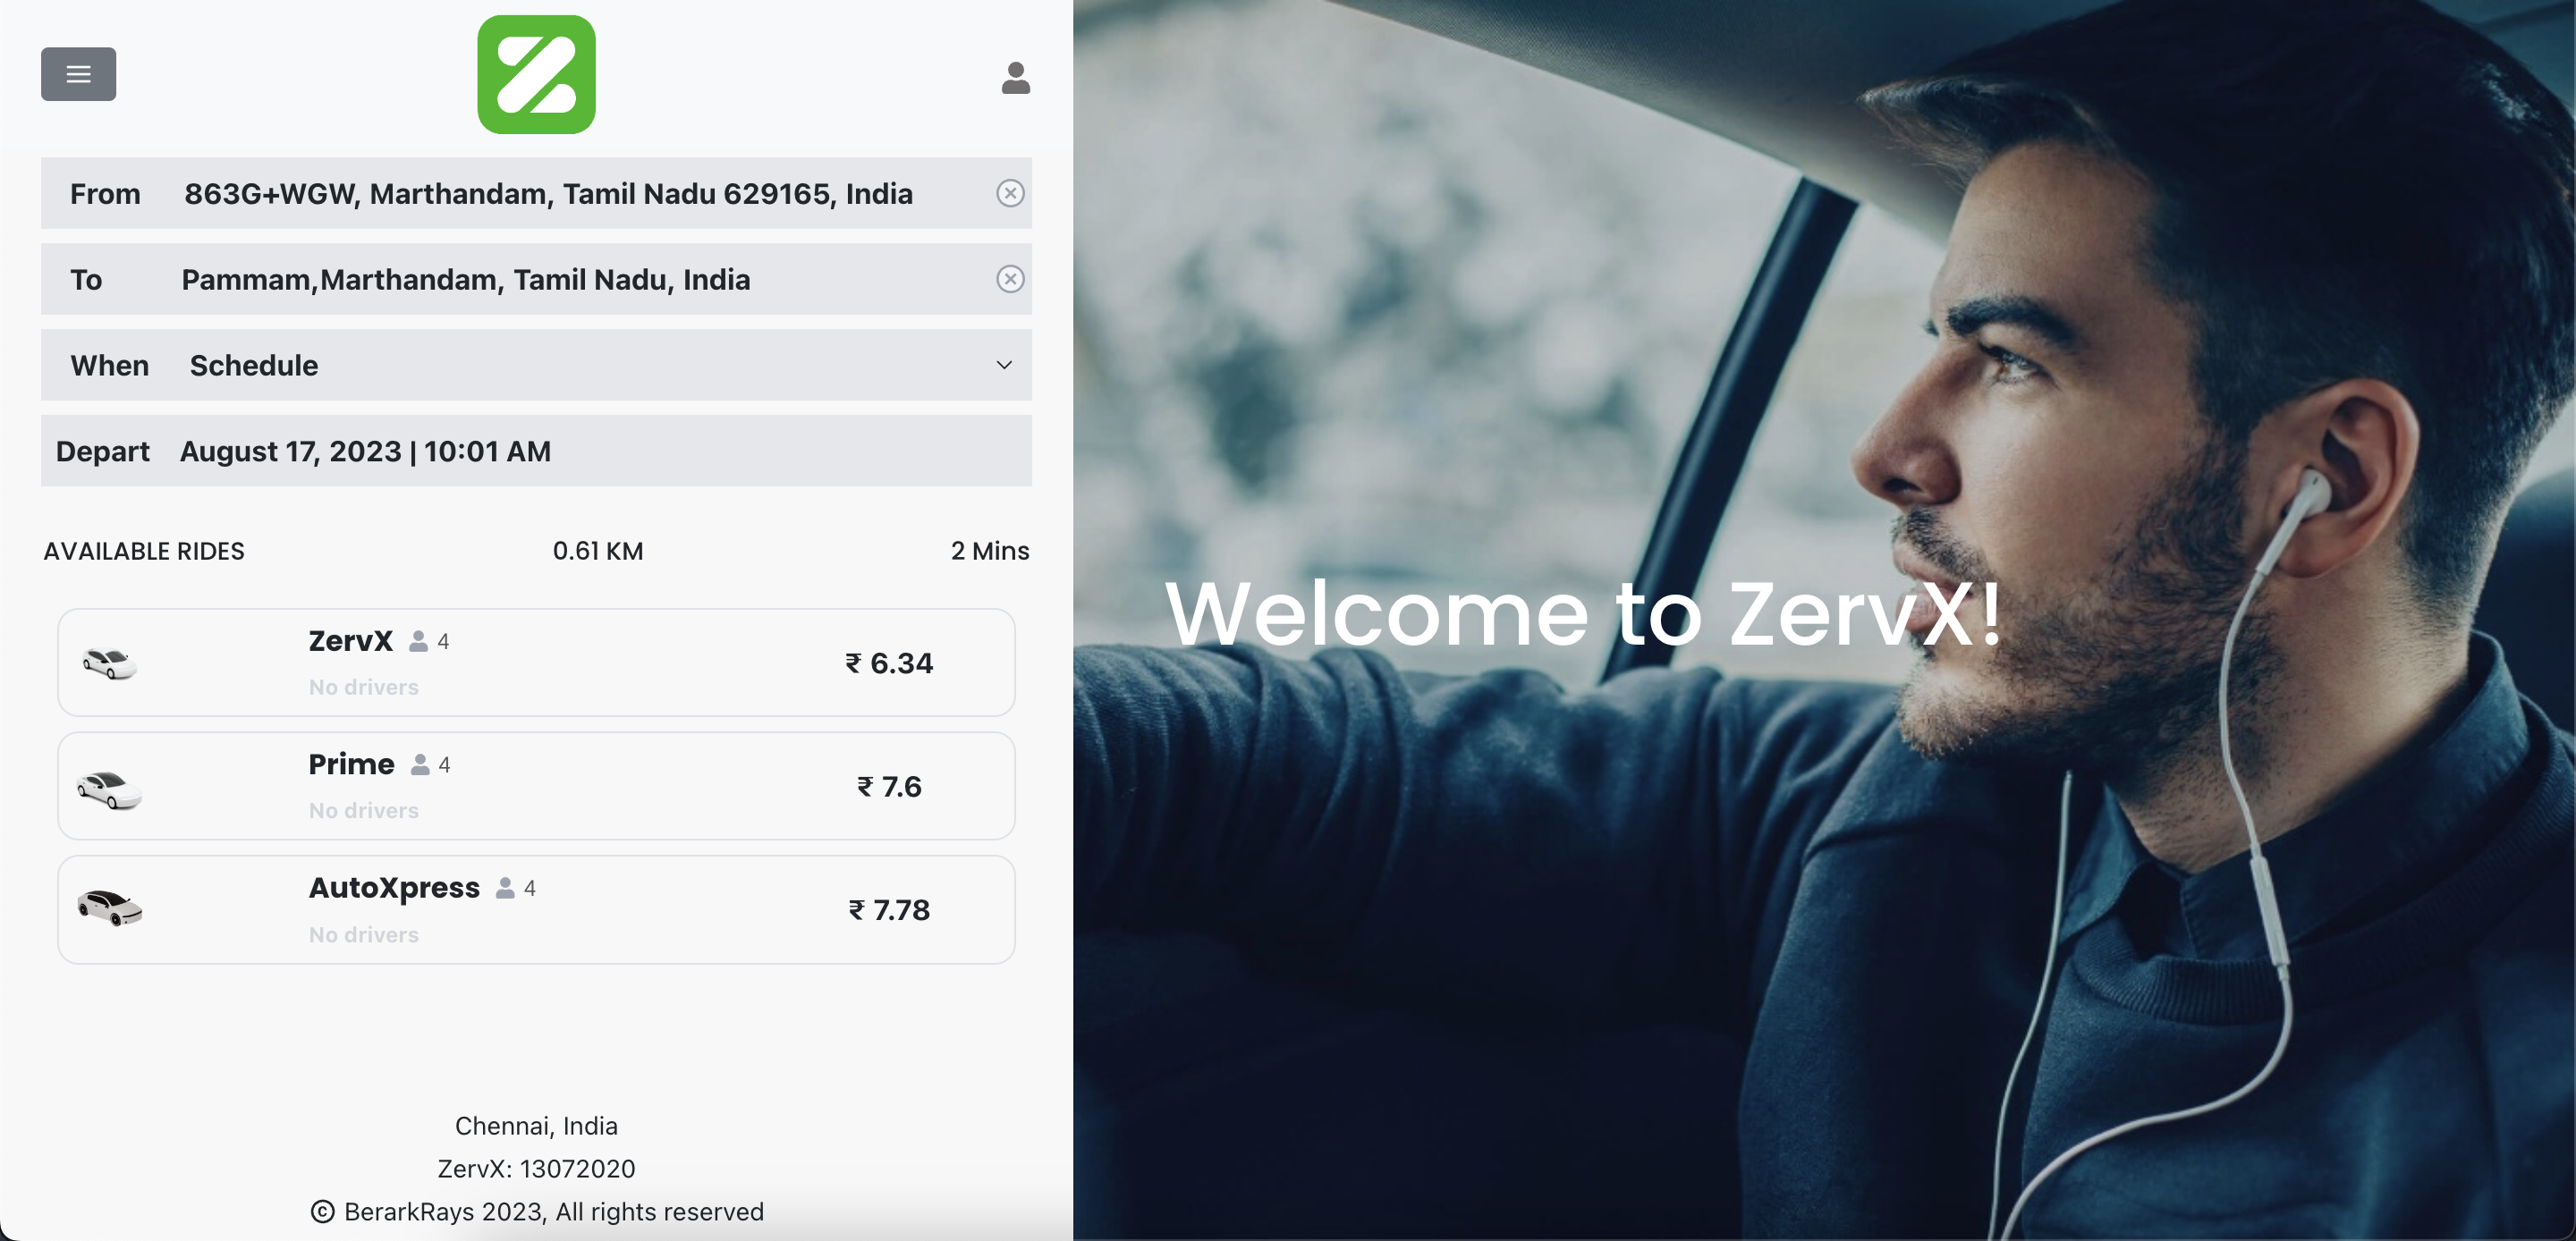 From 863G+WGW, Marthandam, Tamil Nadu 629165, India
To Pammam,Marthandam, Tamil Nadu, India
When Schedule
Depart August 17, 2023 | 10:01 AM
AVAILABLE RIDES 0.61 KM 2 Mins
ZervX 4
₹ 6.34
No drivers
Prime 4
₹ 7.6
No drivers
AutoXpress 4
₹ 7.78
No drivers
Chennai, India
ZervX: 13072020
© BerarkRays 2023, All rights reserved
Welcome to ZervX!